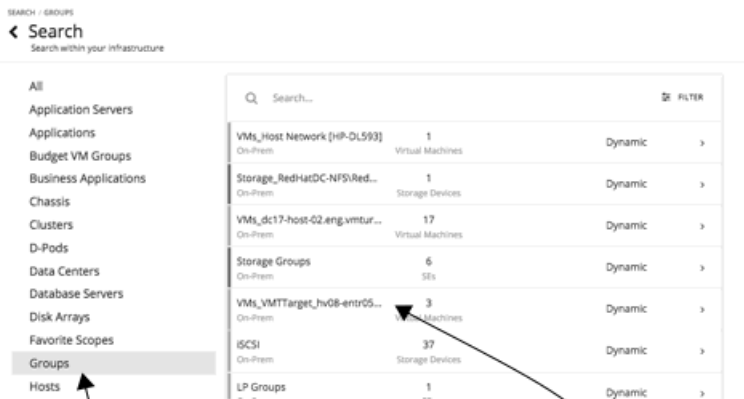 SEARCH / GROUPS
Search
Search within your infrastructure
All
Application Servers
Applications
Budget VM Groups
Business Applications
Chassis
Clusters
D-Pods
Data Centers
Database Servers
Disk Arrays
Favorite Scopes
Groups
Hosts
Search...
FILTER
VMs_Host Network [HP-DL593] 1 Dynamic
On-Prem Virtual Machines
Storage_RedHatDC-NFS\Red... 1 Dynamic
On-Prem Storage Devices
VMs_dc17-host-02.eng.vmtur... 17 Dynamic
On-Prem Virtual Machines
Storage Groups 6 Dynamic
On-Prem SEs
VMs_VMTTarget_hv08-entr05... 3 Dynamic
On-Prem Virtual Machines
iSCSI 37 Dynamic
On-Prem Storage Devices
LP Groups 1 Dynamic